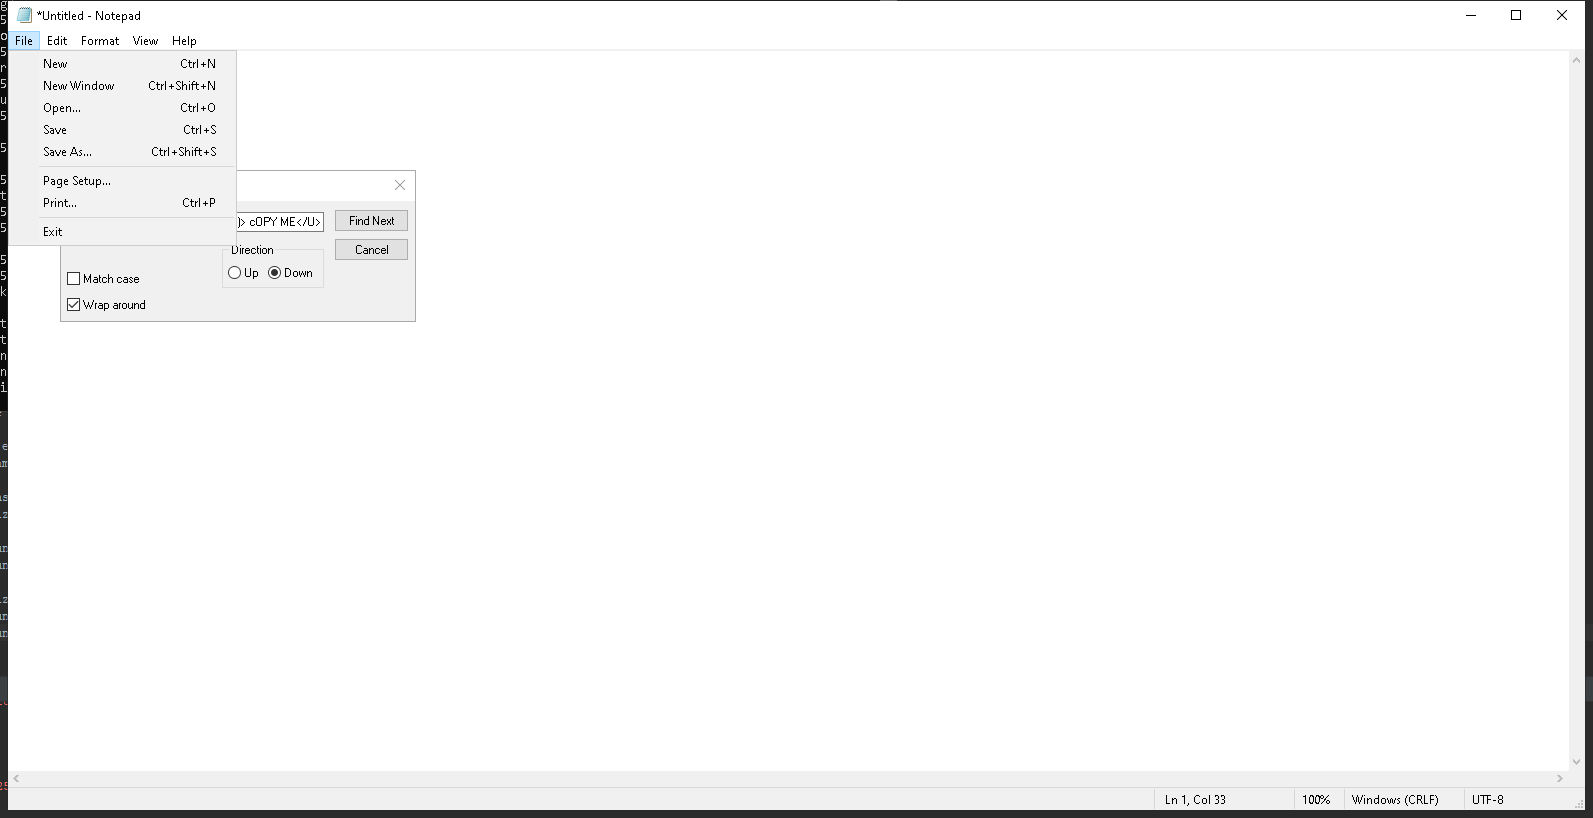 *Untitled - Notepad
File Edit Format View Help
New Ctrl+N
New Window Ctrl+Shift+N
Open... Ctrl+O
Save Ctrl+S
Save As... Ctrl+Shift+S
Page Setup...
Print... Ctrl+P
Exit
)> cOPY ME</U> Find Next
Direction Cancel
Up Down
Match case
Wrap around
Ln 1, Col 33 100% Windows (CRLF) UTF-8